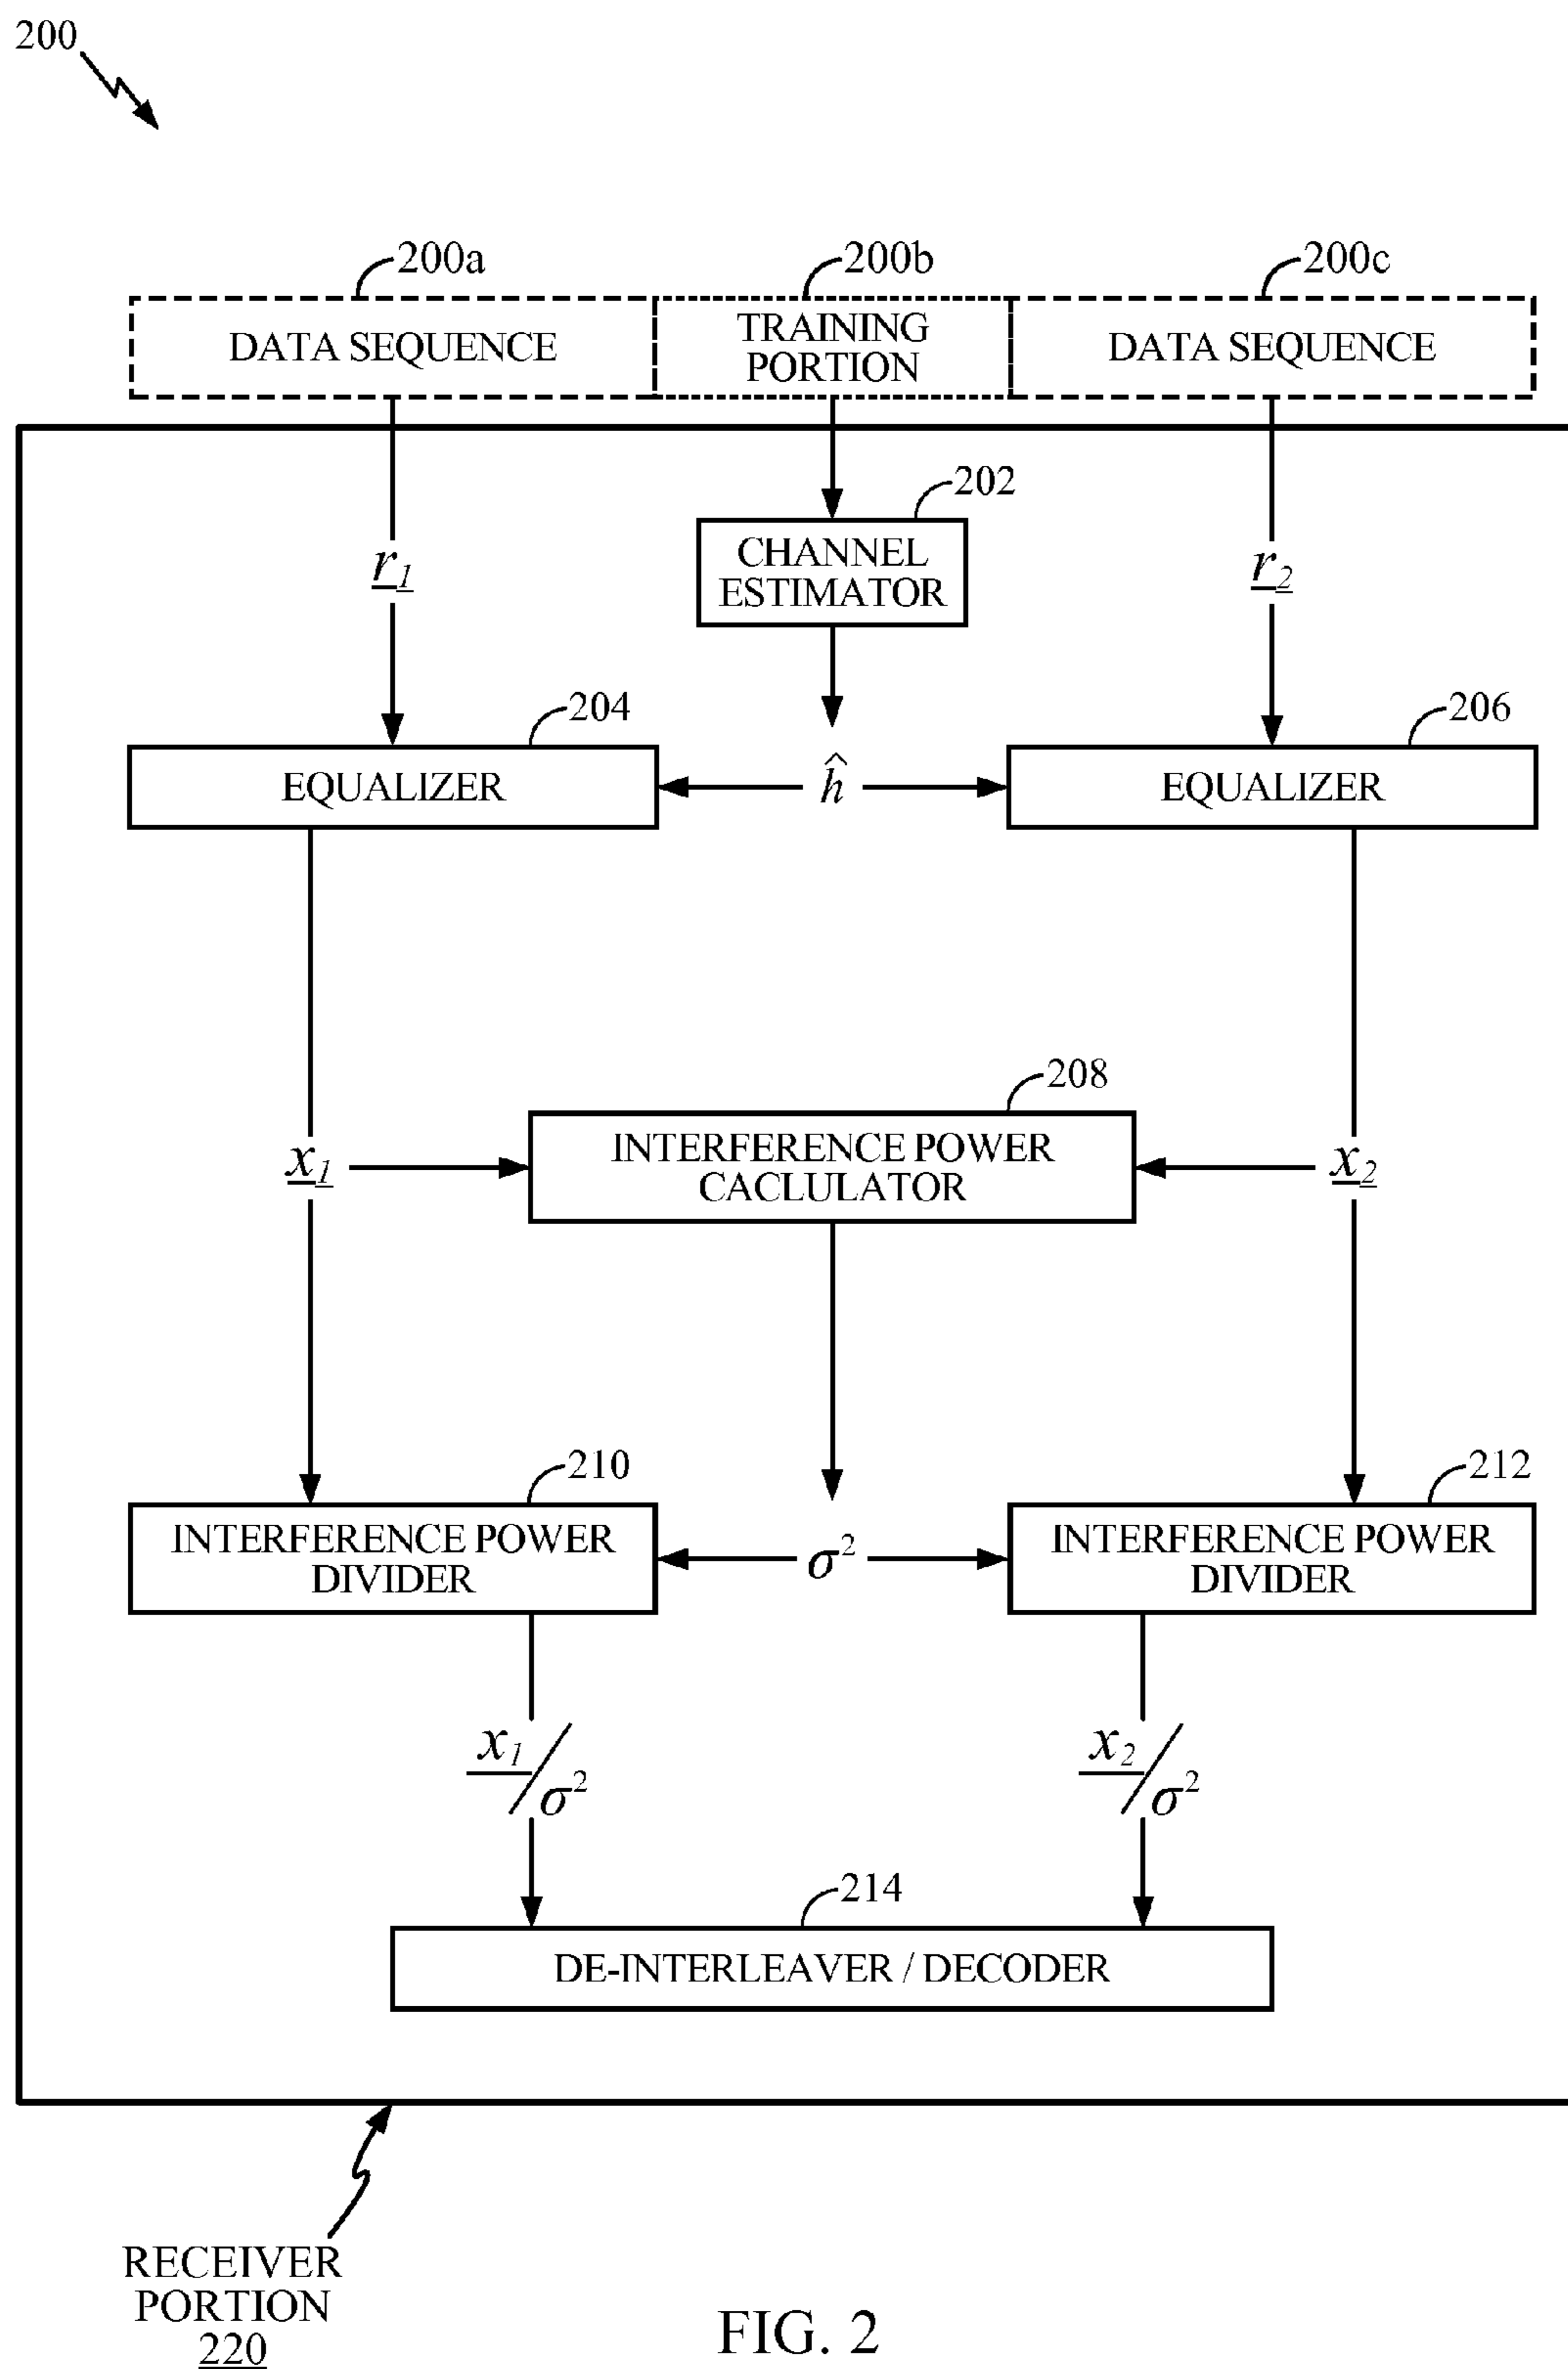 200
200a
200b
200c
DATA SEQUENCE
TRAINING
PORTION
DATA SEQUENCE
202
r1
CHANNEL
ESTIMATOR
r2
204
206
EQUALIZER
ĥ
EQUALIZER
208
x1
INTERFERENCE POWER
CACLULATOR
x2
210
212
INTERFERENCE POWER
DIVIDER
σ²
INTERFERENCE POWER
DIVIDER
x1/σ²
x2/σ²
214
DE-INTERLEAVER / DECODER
RECEIVER
PORTION
220
FIG. 2